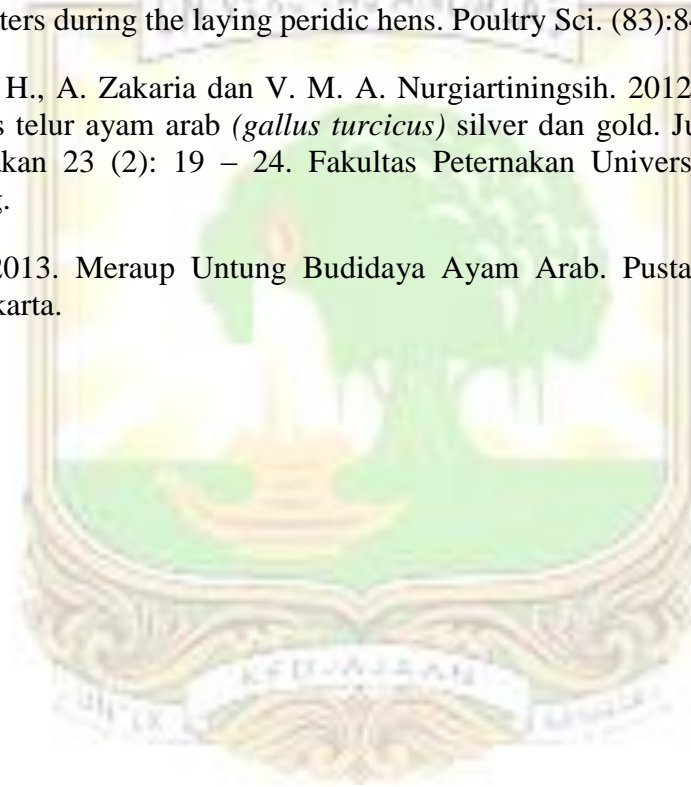 ters during the laying peridic hens. Poultry Sci. (83):84
H., A. Zakaria dan V. M. A. Nurgiartiningsih. 2012
s telur ayam arab (gallus turcicus) silver dan gold. Ju
akan 23 (2): 19 – 24. Fakultas Peternakan Univers
g.
2013. Meraup Untung Budidaya Ayam Arab. Pusta
karta.
KEDJAJAAN